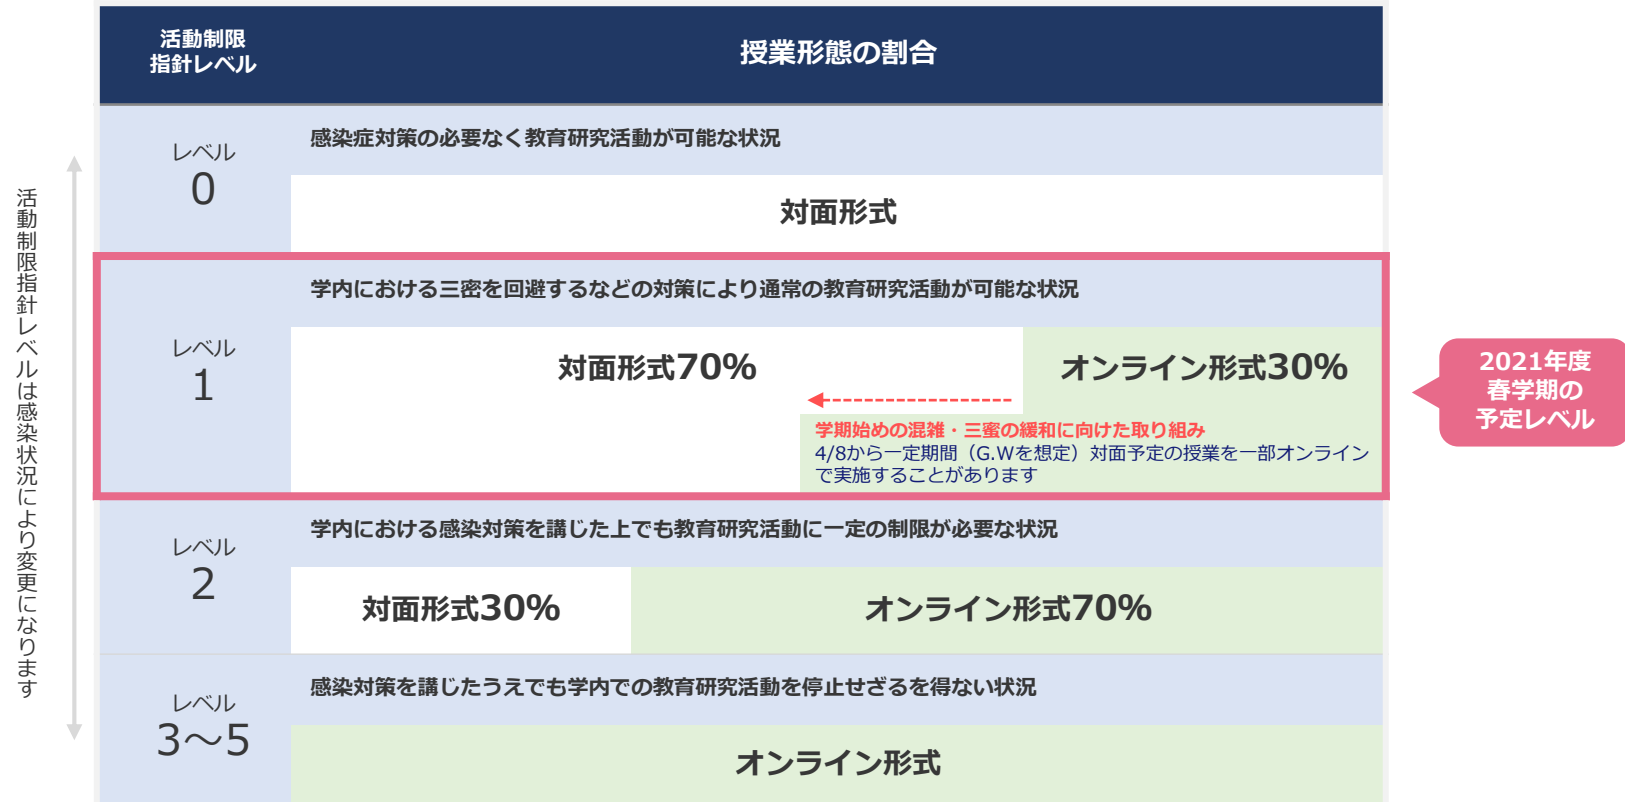 活動制限
指針レベル
授業形態の割合
活動制限指針レベルは感染状況により変更になります
レベル
0
感染症対策の必要なく教育研究活動が可能な状況
対面形式
レベル
1
学内における三密を回避するなどの対策により通常の教育研究活動が可能な状況
対面形式70%
オンライン形式30%
学期始めの混雑・三蜜の緩和に向けた取り組み
4/8から一定期間（G.Wを想定）対面予定の授業を一部オンライン
で実施することがあります
2021年度
春学期の
予定レベル
レベル
2
学内における感染対策を講じた上でも教育研究活動に一定の制限が必要な状況
対面形式30%
オンライン形式70%
レベル
3～5
感染対策を講じたうえでも学内での教育研究活動を停止せざるを得ない状況
オンライン形式